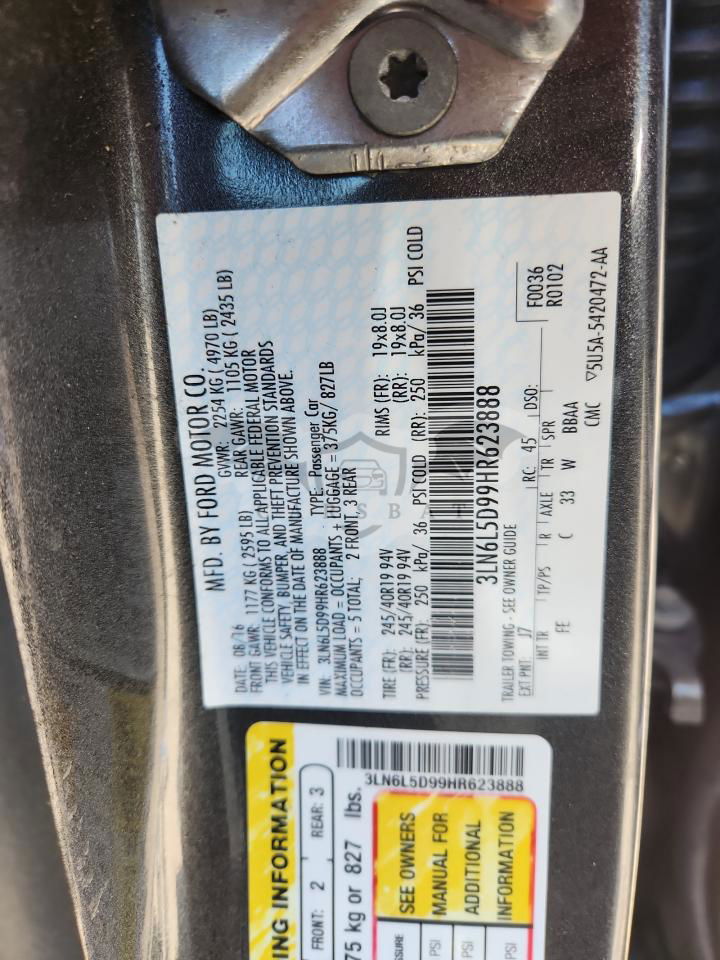 MFD. BY FORD MOTOR CO.
DATE: 08/16 GVWR: 2254 KG ( 4970 LB)
FRONT GAWR: 1177 KG ( 2595 LB) REAR GAWR: 1105 KG ( 2435 LB)
THIS VEHICLE CONFORMS TO ALL APPLICABLE FEDERAL MOTOR
VEHICLE SAFETY, BUMPER, AND THEFT PREVENTION STANDARDS
IN EFFECT ON THE DATE OF MANUFACTURE SHOWN ABOVE.
VIN: 3LN6L5D99HR623888 TYPE: Passenger Car
MAXIMUM LOAD = OCCUPANTS + LUGGAGE = 375KG/ 827LB
OCCUPANTS = 5 TOTAL; 2 FRONT, 3 REAR
TIRE (FR): 245/40R19 94V RIMS (FR): 19x8.0J
(RR): 245/40R19 94V (RR): 19x8.0J
PRESSURE (FR): 250 kPa/ 36 PSI COLD (RR): 250 kPa/ 36 PSI COLD
3LN6L5D99HR623888
TRAILER TOWING - SEE OWNER GUIDE F0036
EXT PNT: J7 RC: 45 DSO: R0102
INT TR TP/PS R AXLE TR SPR
FE C 33 W BBAA
CMC ▽5U5A-5420472-AA
SBAT
3LN6L5D99HR623888
ING INFORMATION
FRONT: 2 REAR: 3
75 kg or 827 lbs.
SEE OWNERS
MANUAL FOR
ADDITIONAL
INFORMATION
SSURE
PSI
PSI
PSI